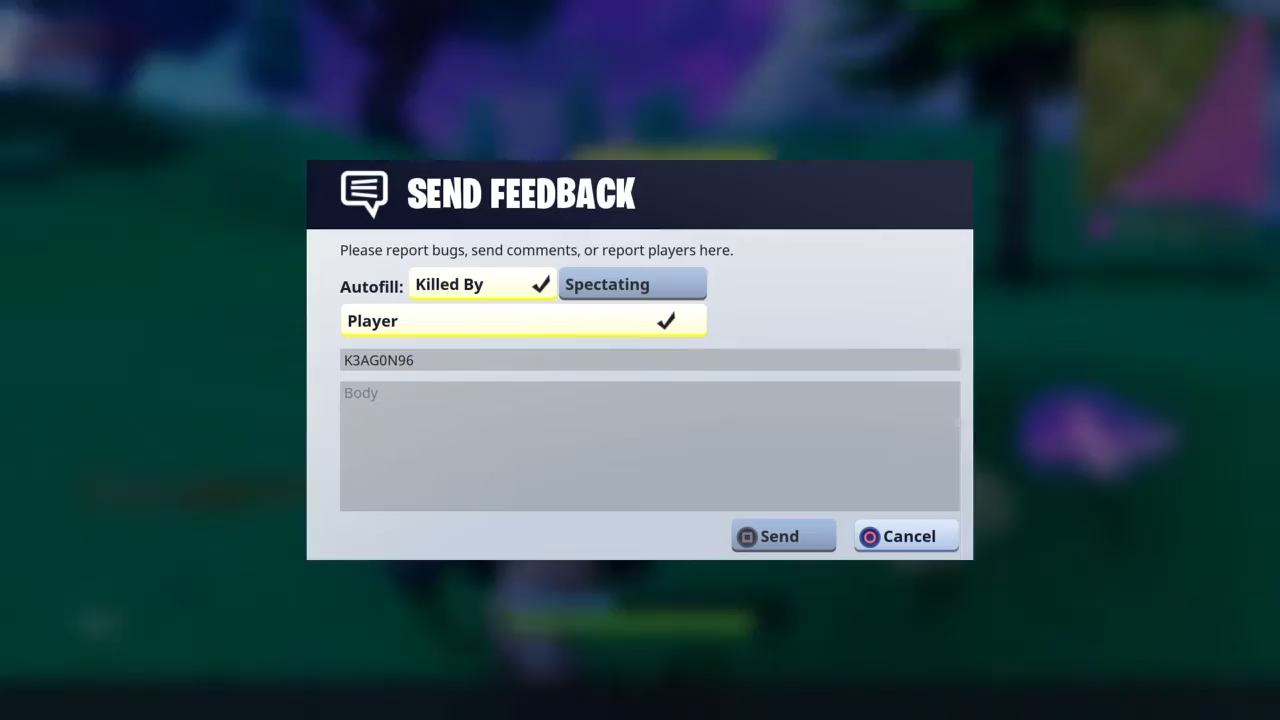 SEND FEEDBACK
Please report bugs, send comments, or report players here.
Autofill: Killed By Spectating
Player
K3AG0N96
Body
Send Cancel